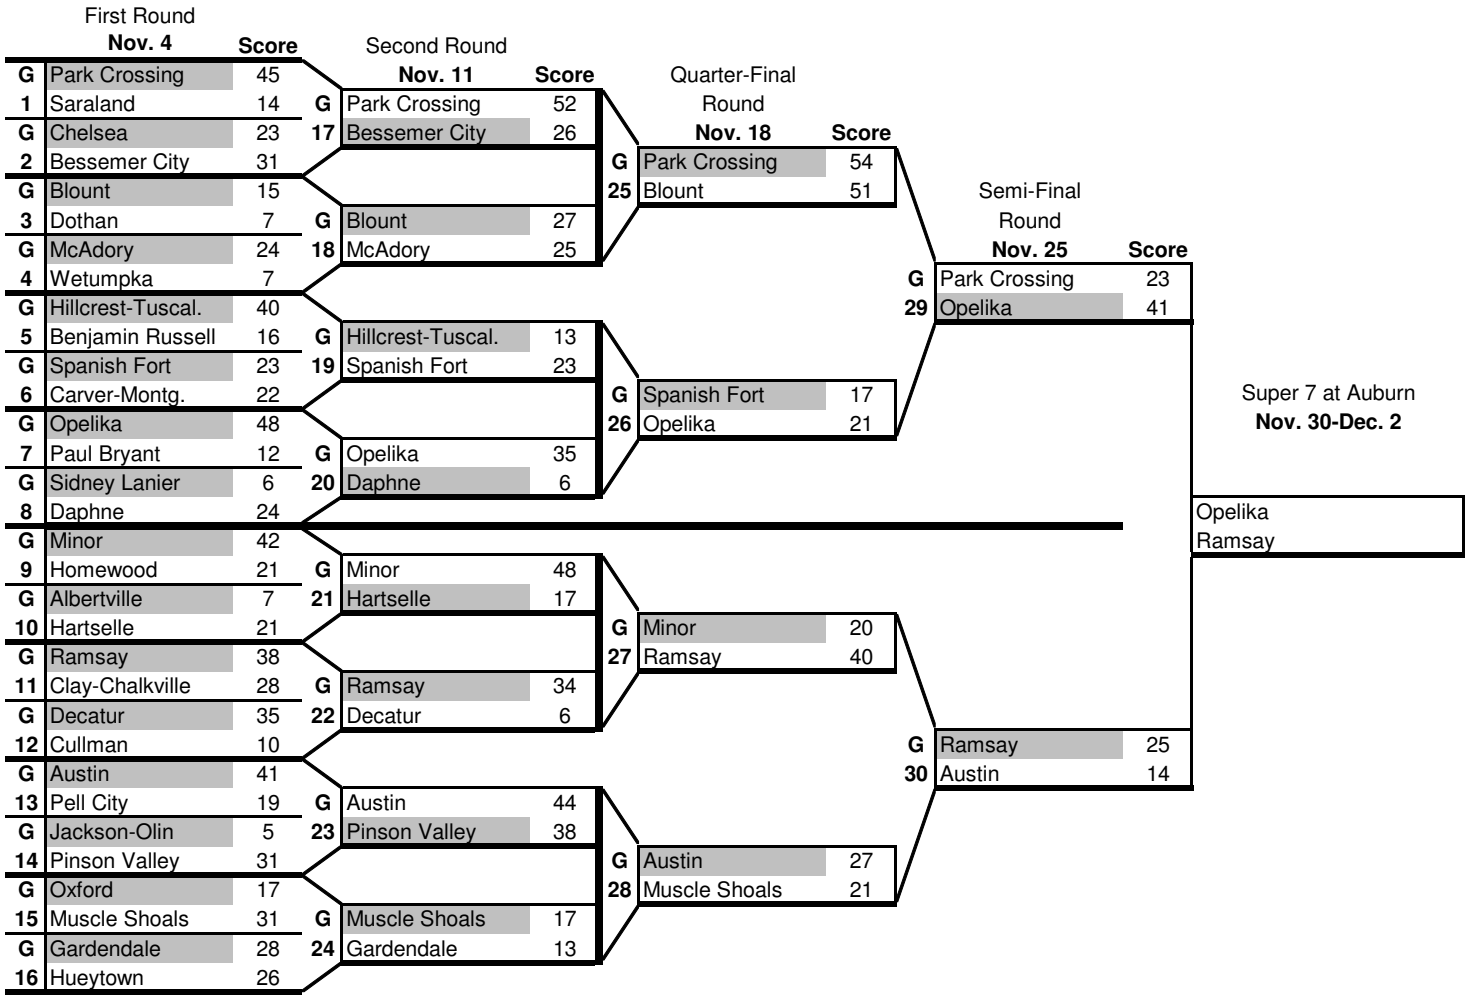 First Round
Nov. 4 Score
G Park Crossing 45
1 Saraland 14
G Chelsea 23
2 Bessemer City 31
G Blount 15
3 Dothan 7
G McAdory 24
4 Wetumpka 7
G Hillcrest-Tuscal. 40
5 Benjamin Russell 16
G Spanish Fort 23
6 Carver-Montg. 22
G Opelika 48
7 Paul Bryant 12
G Sidney Lanier 6
8 Daphne 24
G Minor 42
9 Homewood 21
G Albertville 7
10 Hartselle 21
G Ramsay 38
11 Clay-Chalkville 28
G Decatur 35
12 Cullman 10
G Austin 41
13 Pell City 19
G Jackson-Olin 5
14 Pinson Valley 31
G Oxford 17
15 Muscle Shoals 31
G Gardendale 28
16 Hueytown 26
Second Round
Nov. 11 Score
G Park Crossing 52
17 Bessemer City 26
G Blount 27
18 McAdory 25
G Hillcrest-Tuscal. 13
19 Spanish Fort 23
G Opelika 35
20 Daphne 6
G Minor 48
21 Hartselle 17
G Ramsay 34
22 Decatur 6
G Austin 44
23 Pinson Valley 38
G Muscle Shoals 17
24 Gardendale 13
Quarter-Final
Round
Nov. 18 Score
G Park Crossing 54
25 Blount 51
G Spanish Fort 17
26 Opelika 21
G Minor 20
27 Ramsay 40
G Austin 27
28 Muscle Shoals 21
Semi-Final
Round
Nov. 25 Score
G Park Crossing 23
29 Opelika 41
G Ramsay 25
30 Austin 14
Super 7 at Auburn
Nov. 30-Dec. 2
Opelika
Ramsay